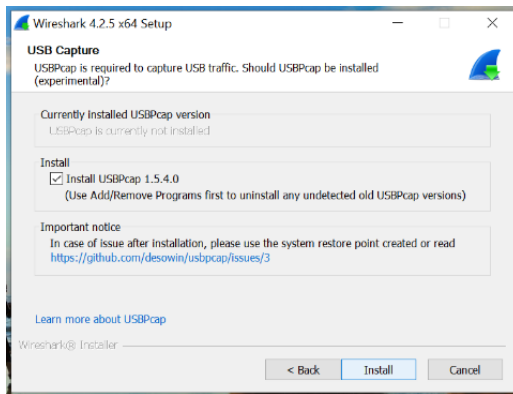 Wireshark 4.2.5 x64 Setup
USB Capture
USBPcap is required to capture USB traffic. Should USBPcap be installed
(experimental)?
Currently installed USBPcap version
USBPcap is currently not installed
Install
Install USBPcap 1.5.4.0
(Use Add/Remove Programs first to uninstall any undetected old USBPcap versions)
Important notice
In case of issue after installation, please use the system restore point created or read
https://github.com/desowin/usbpcap/issues/3
Learn more about USBPcap
Wireshark® Installer
< Back Install Cancel